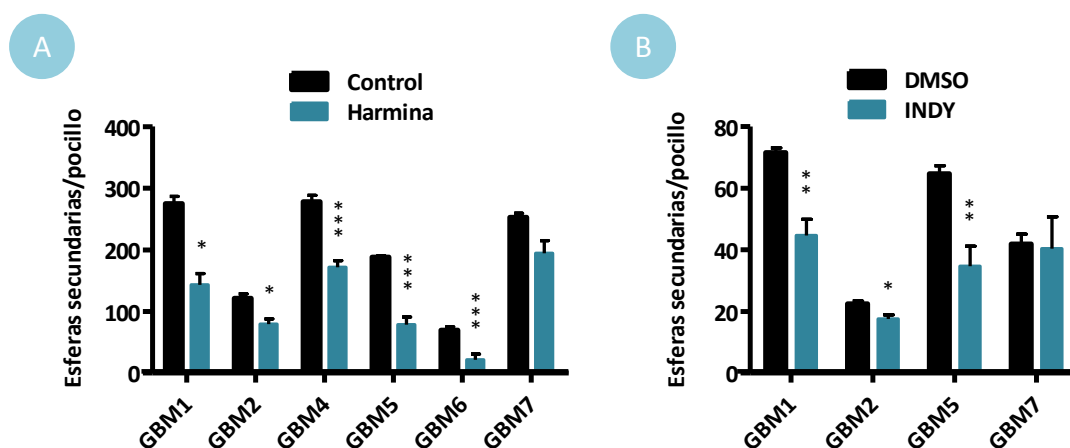 A
Control
Harmina
Esferas secundarias/pocillo
400
300
200
100
0
*
*
***
***
***
GBM1
GBM2
GBM4
GBM5
GBM6
GBM7
B
DMSO
INDY
Esferas secundarias/pocillo
80
60
40
20
0
**
*
**
GBM1
GBM2
GBM5
GBM7